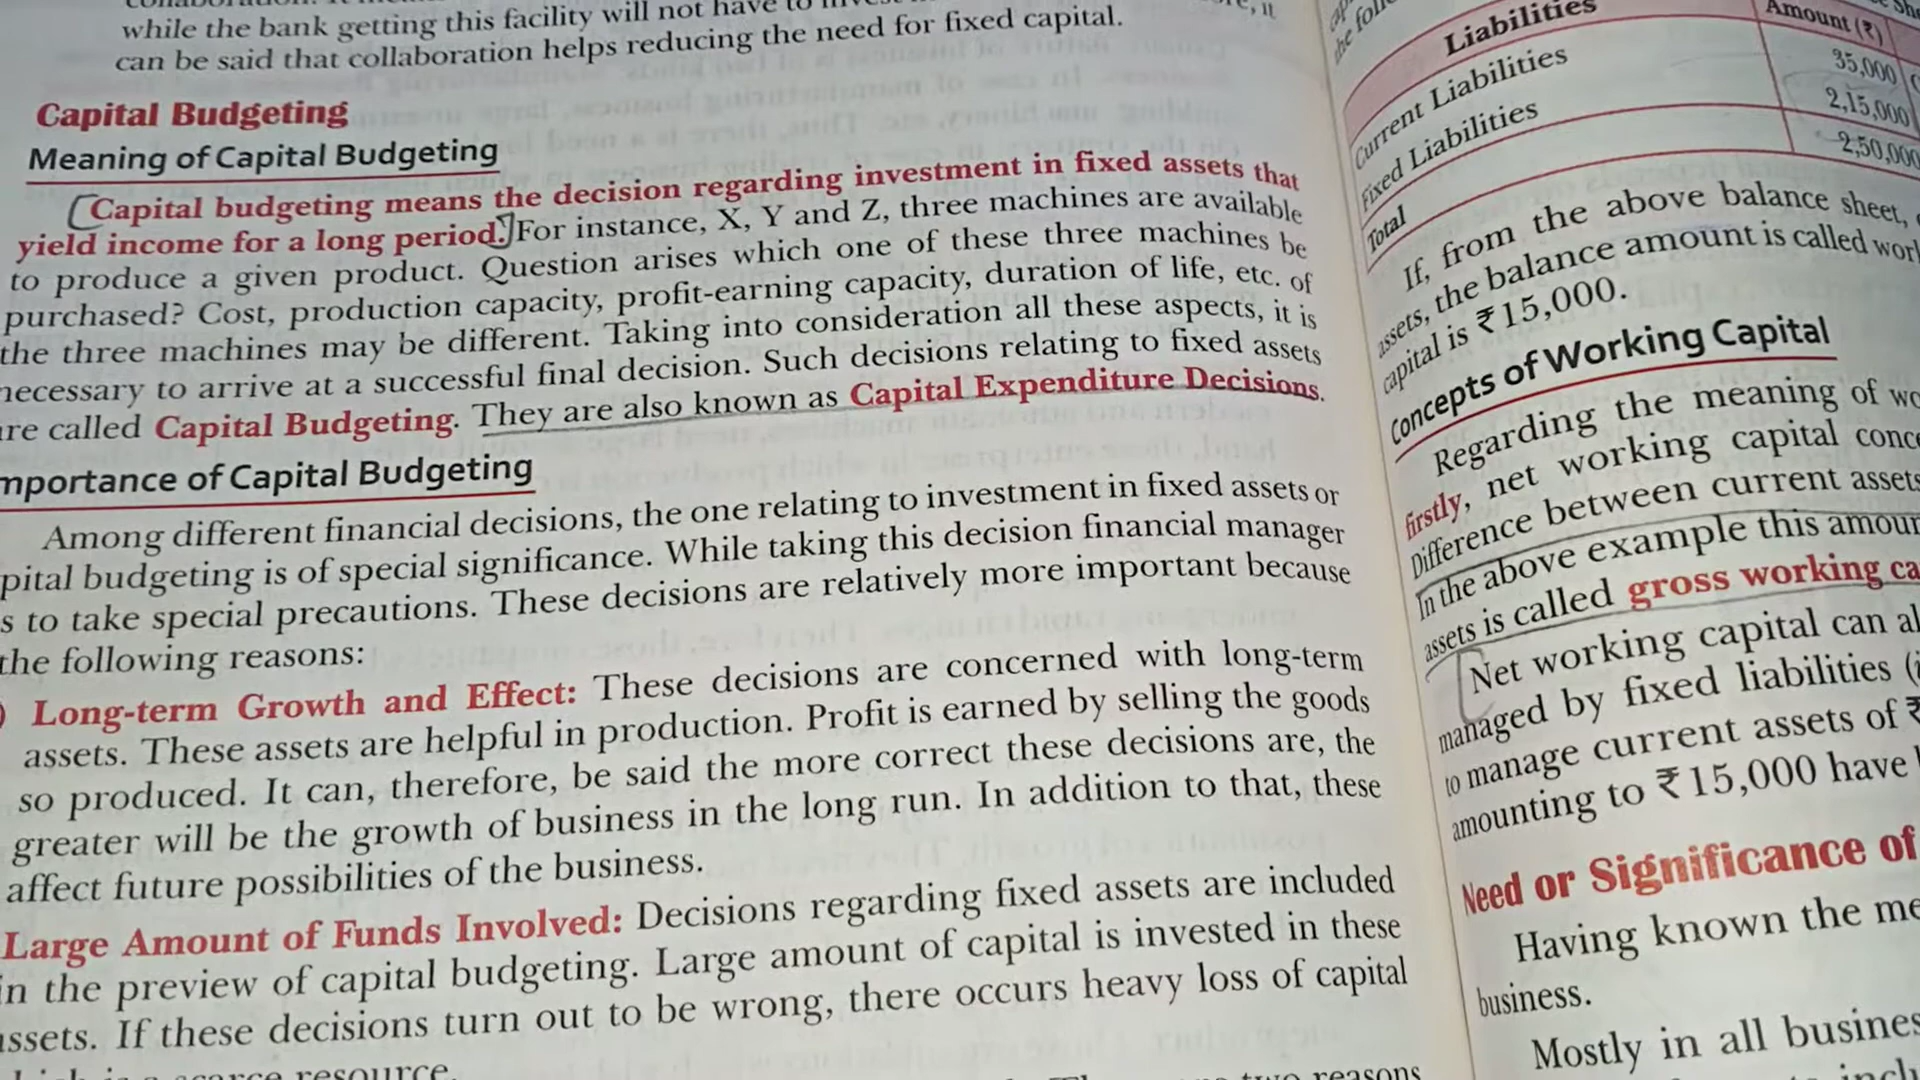 while the bank getting this facility will not have to
can be said that collaboration helps reducing the need for fixed capital.
Capital Budgeting
Meaning of Capital Budgeting
Capital budgeting means the decision regarding investment in fixed assets that
yield income for a long period. For instance, X, Y and Z, three machines are available
to produce a given product. Question arises which one of these three machines be
purchased? Cost, production capacity, profit-earning capacity, duration of life, etc. of
the three machines may be different. Taking into consideration all these aspects, it is
necessary to arrive at a successful final decision. Such decisions relating to fixed assets
are called Capital Budgeting. They are also known as Capital Expenditure Decisions.
mportance of Capital Budgeting
Among different financial decisions, the one relating to investment in fixed assets or
pital budgeting is of special significance. While taking this decision financial manager
s to take special precautions. These decisions are relatively more important because
the following reasons:
) Long-term Growth and Effect: These decisions are concerned with long-term
assets. These assets are helpful in production. Profit is earned by selling the goods
so produced. It can, therefore, be said the more correct these decisions are, the
greater will be the growth of business in the long run. In addition to that, these
affect future possibilities of the business.
Large Amount of Funds Involved: Decisions regarding fixed assets are included
in the preview of capital budgeting. Large amount of capital is invested in these
assets. If these decisions turn out to be wrong, there occurs heavy loss of capital
is a scarce resource.
two reasons
Liabilities Amount (₹)
Current Liabilities 35,000
Fixed Liabilities 2,15,000
Total 2,50,000
If, from the above balance sheet,
assets, the balance amount is called
capital is ₹15,000.
Concepts of Working Capital
Regarding the meaning of
firstly, net working capital
Difference between current assets
In the above example this
assets is called gross working
Net working capital can
managed by fixed liabilities
to manage current assets of ₹
amounting to ₹15,000 have
Need or Significance of
Having known the
business.
Mostly in all